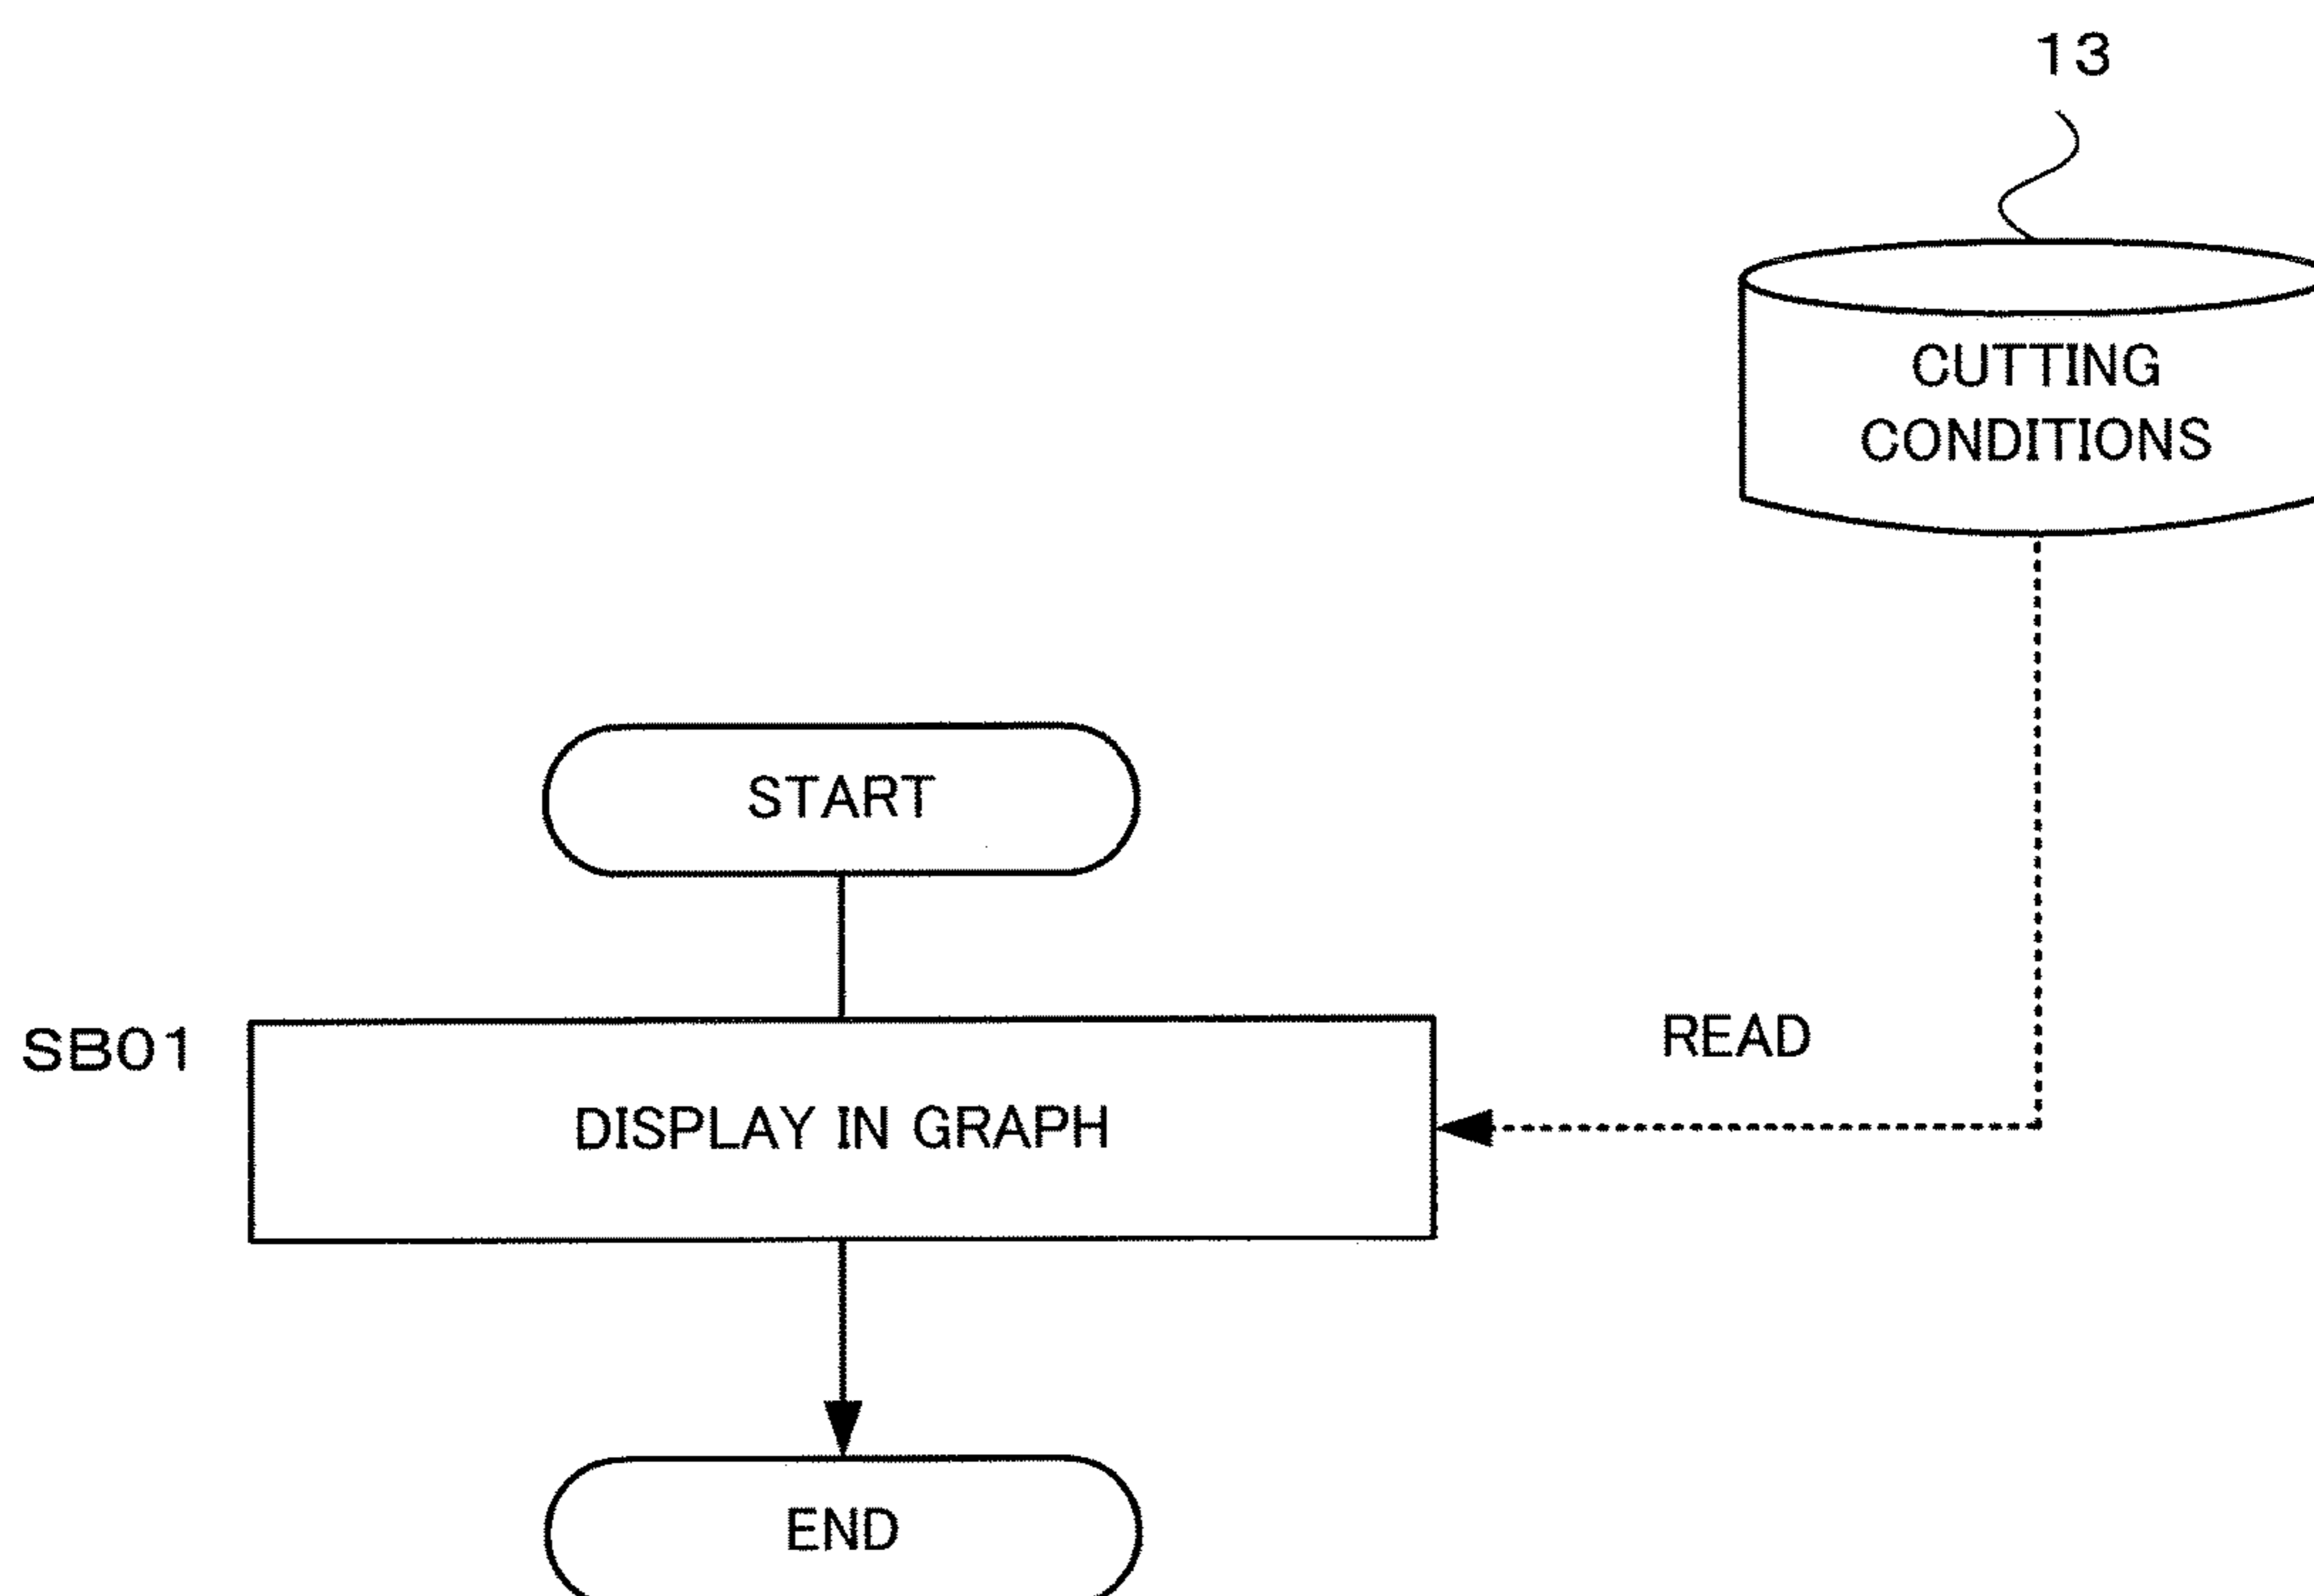 13
CUTTING
CONDITIONS
START
SB01
READ
DISPLAY IN GRAPH
END